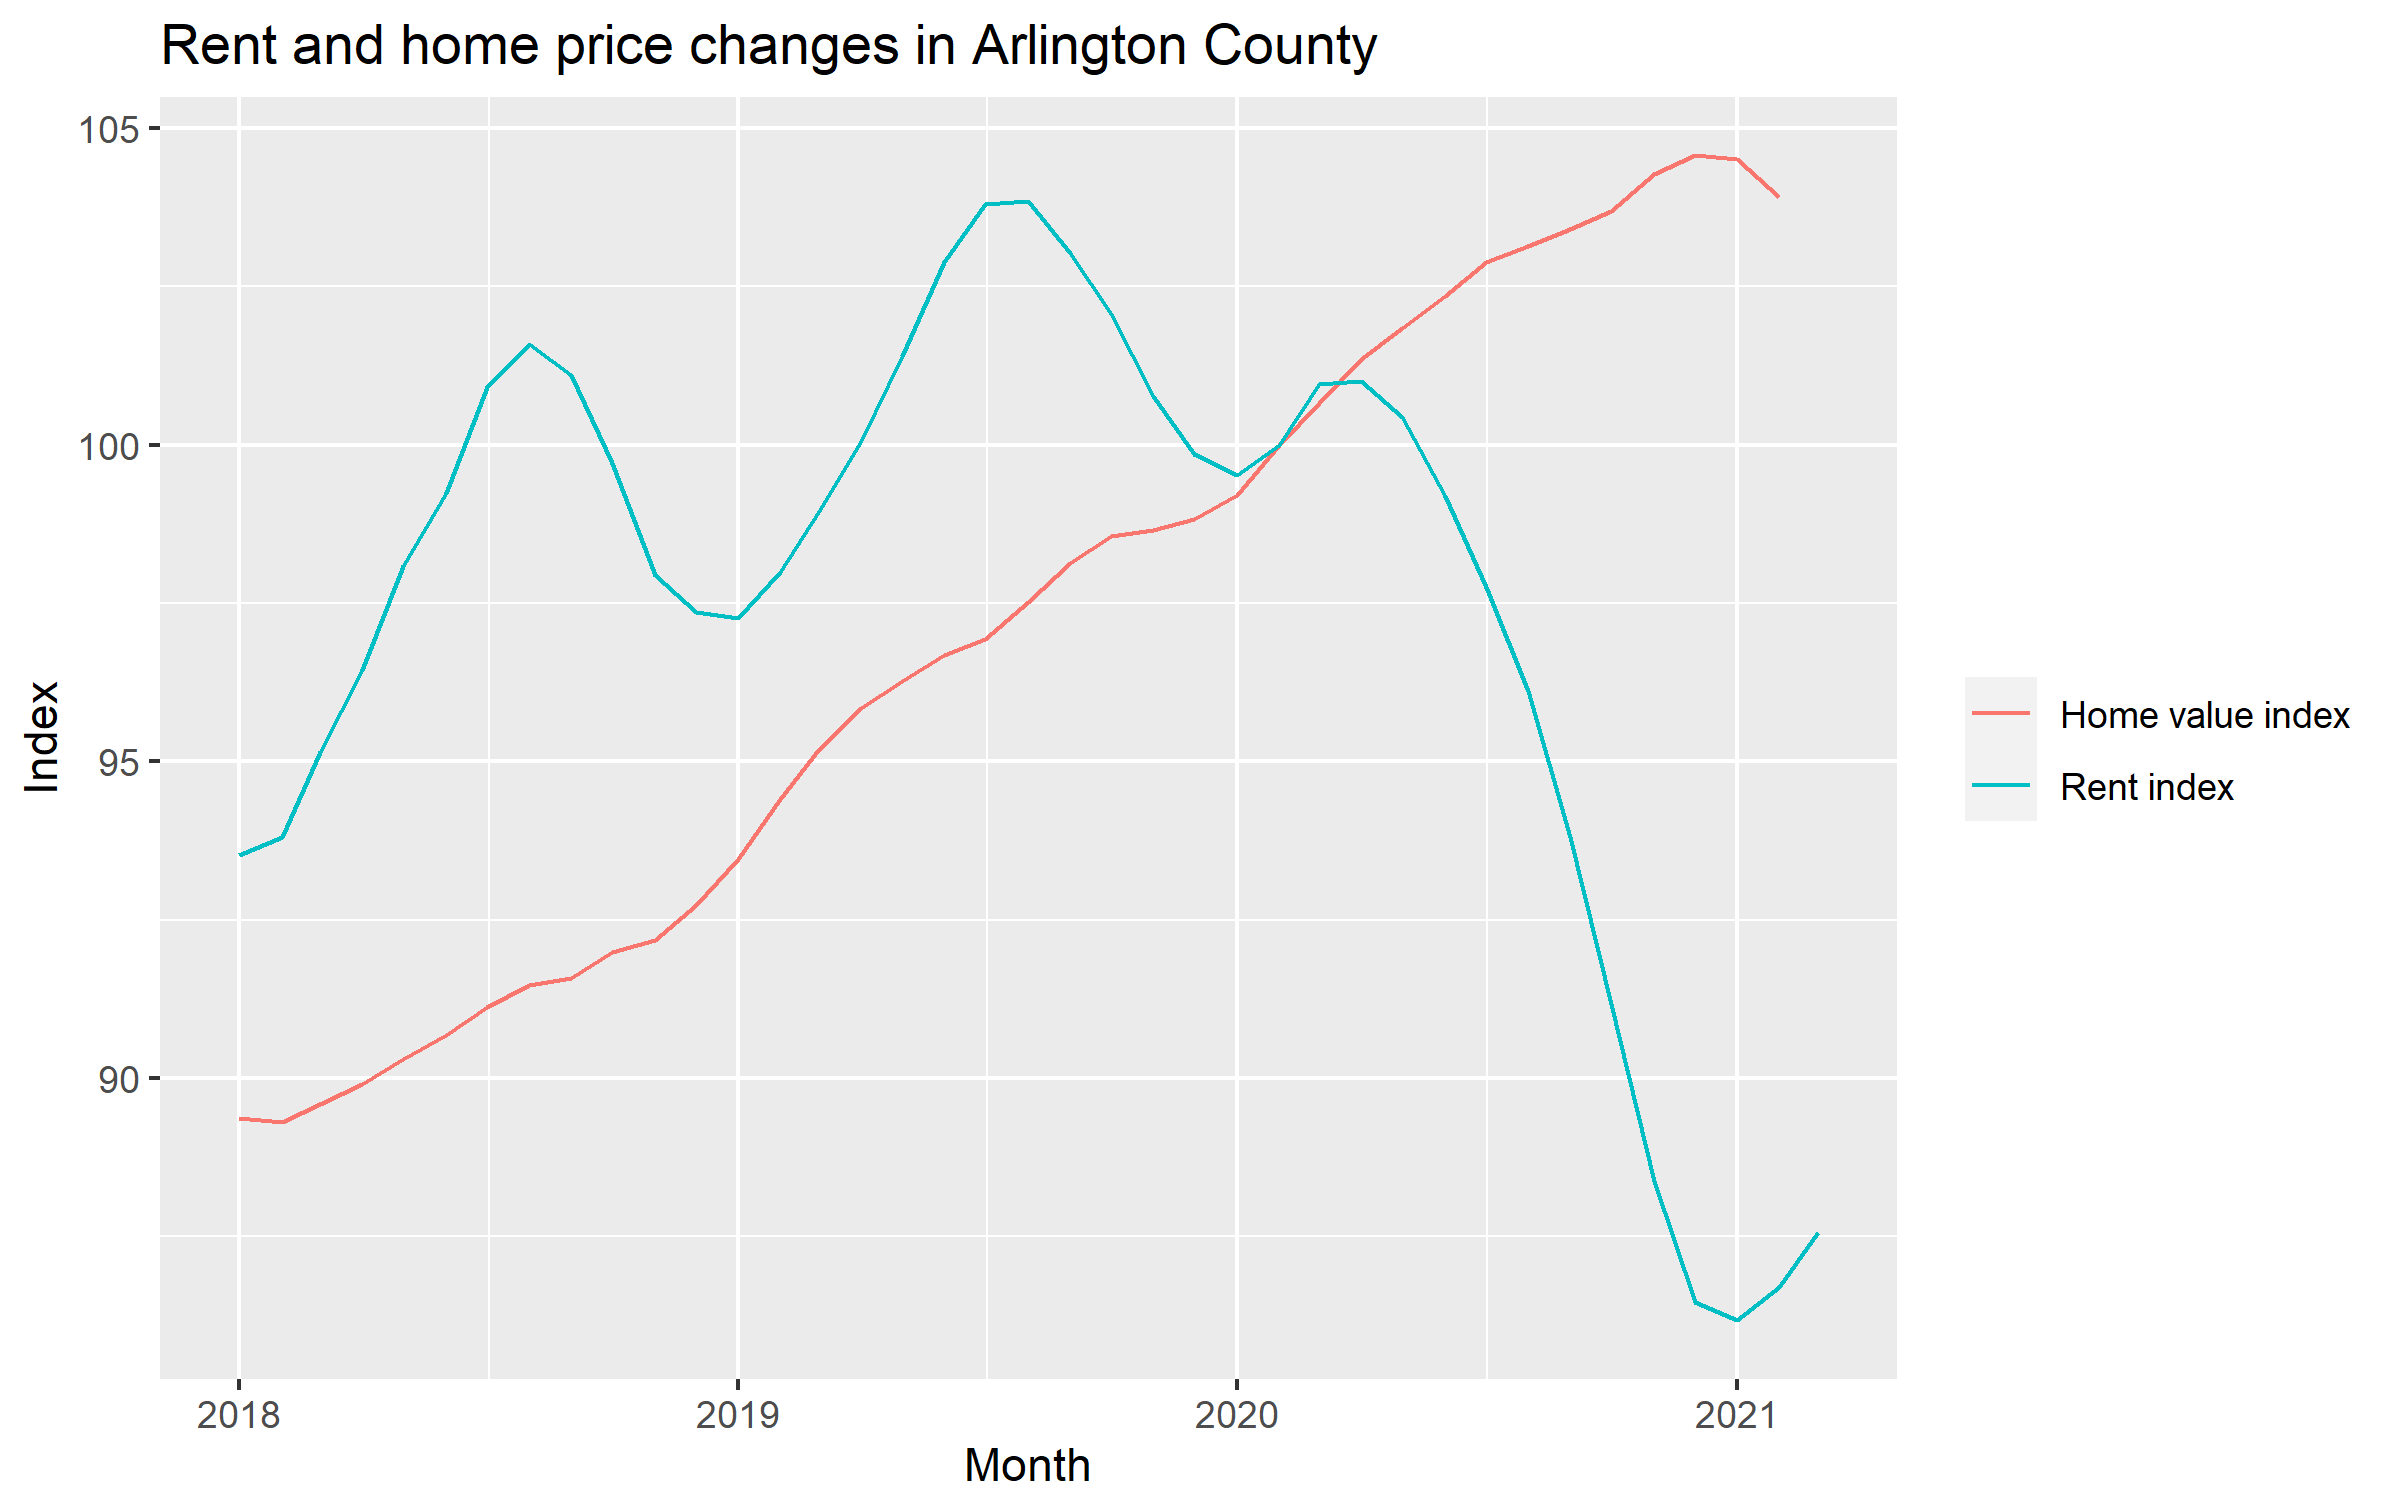 Rent and home price changes in Arlington County
105
100
95
90
Index
2018
2019
2020
2021
Month
Home value index
Rent index